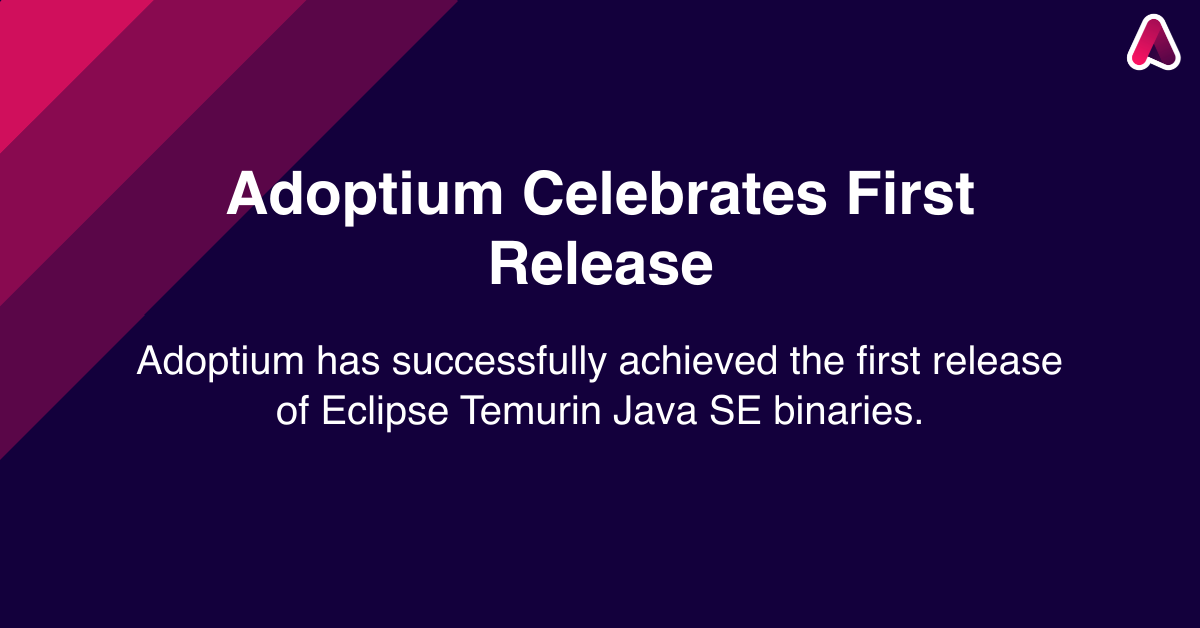 Adoptium Celebrates First
Release
Adoptium has successfully achieved the first release
of Eclipse Temurin Java SE binaries.